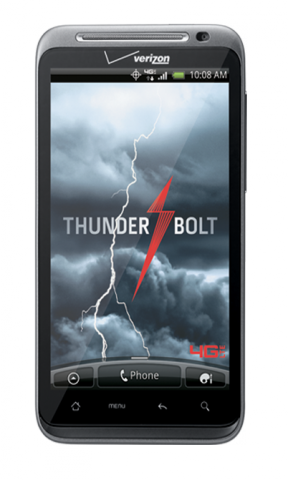 verizon
4G 10:08 AM
THUNDER BOLT
4G
Phone
MENU